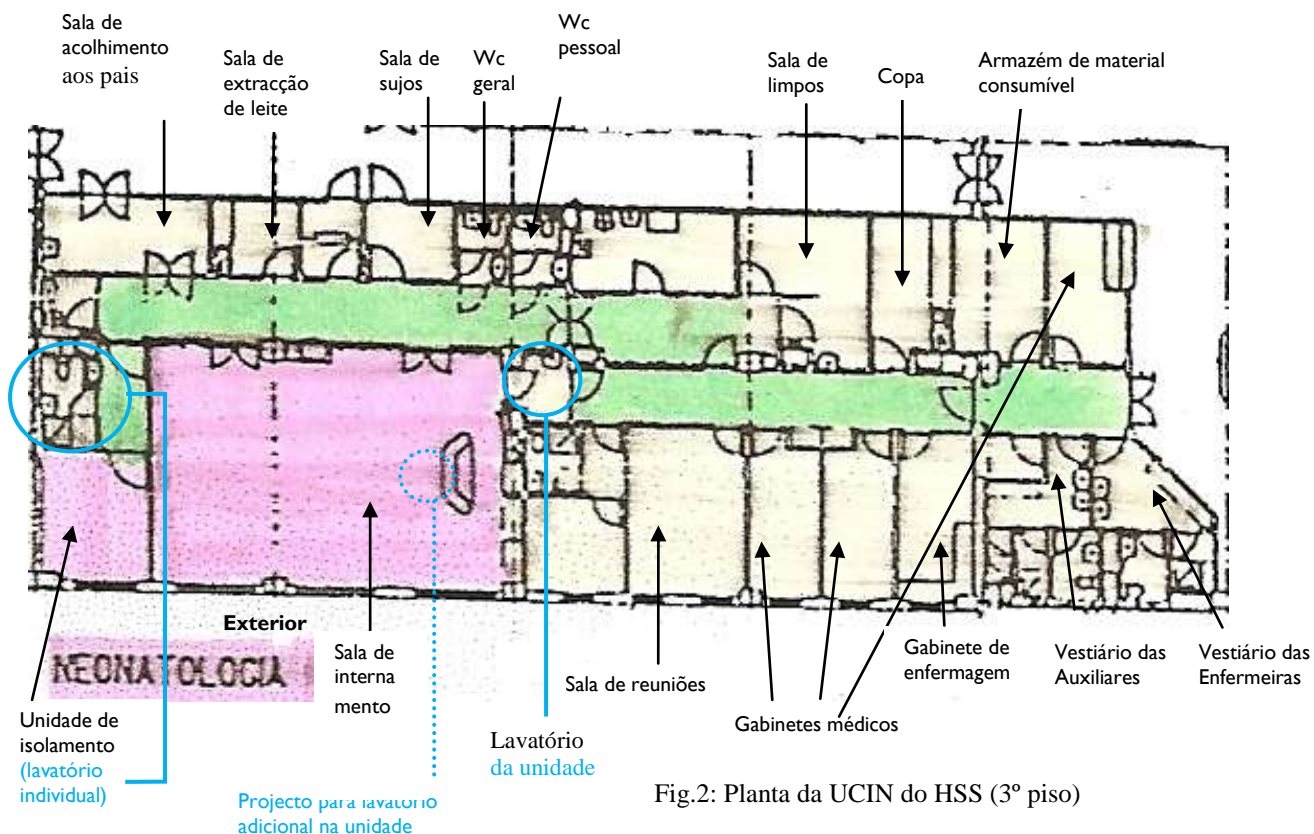 Sala de
acolhimento
aos pais
Sala de
extracção
de leite
Sala de
sujos
Wc
geral
Wc
pessoal
Sala de
limpos
Copa
Armazém de material
consumível
Exterior
NEONATOLOGIA
Unidade de
isolamento
(lavatório
individual)
Sala de
interna
mento
Projecto para lavatório
adicional na unidade
Lavatório
da unidade
Sala de reuniões
Gabinetes médicos
Gabinete de
enfermagem
Vestiário das
Auxiliares
Vestiário das
Enfermeiras
Fig.2: Planta da UCIN do HSS (3º piso)